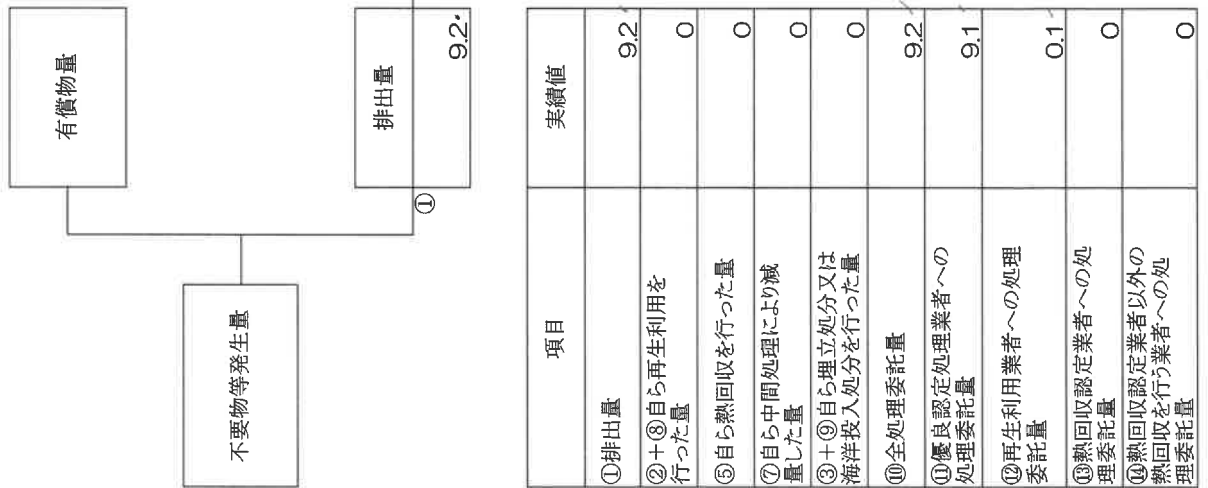 有償物量
不要物等発生量
排出量
①
9.2
項目
実績値
①排出量
9.2
②+⑧自ら再生利用を
行った量
0
⑤自ら熱回収を行った量
0
⑦自ら中間処理により減
量した量
0
③+⑨自ら埋立処分又は
海洋投入処分を行った量
0
⑩全処理委託量
9.2
⑪優良認定処理業者への
処理委託量
9.1
⑫再生利用業者への処理
委託量
0.1
⑬熱回収認定業者への処
理委託量
0
⑭熱回収認定業者以外の
熱回収を行う業者への処
理委託量
0